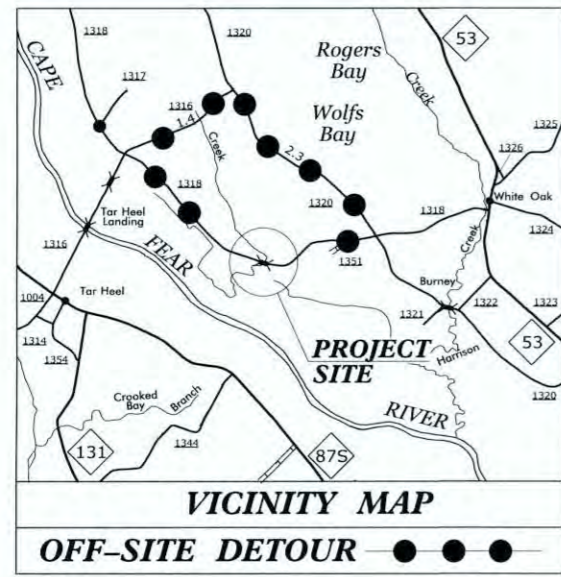 1318
1320
Rogers
Bay
53
CAPE
1317
1316
1.4
Creek
Wolfs
Bay
Creek
1325
1326
2.3
1318
1320
White Oak
Tar Heel
Landing
1318
1316
FEAR
1351
1324
Creek
Burney
1004
Tar Heel
1321
1322
1323
1314
PROJECT
SITE
53
1354
Harrison
Crooked
Bay
Branch
RIVER
1320
1344
131
87S
VICINITY MAP
OFF–SITE DETOUR